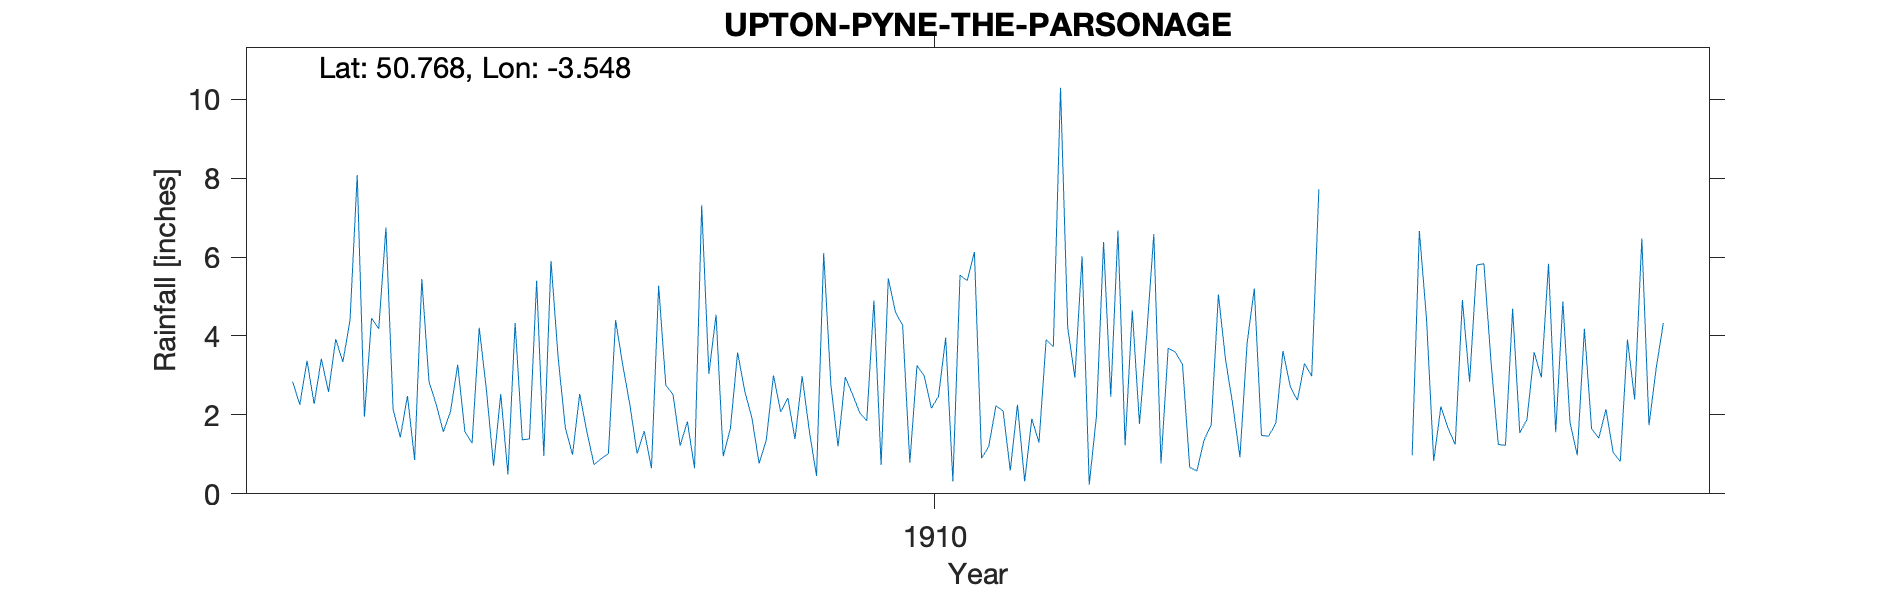 UPTON-PYNE-THE-PARSONAGE
Lat: 50.768, Lon: -3.548
10
8
6
4
2
0
Rainfall [inches]
1910
Year